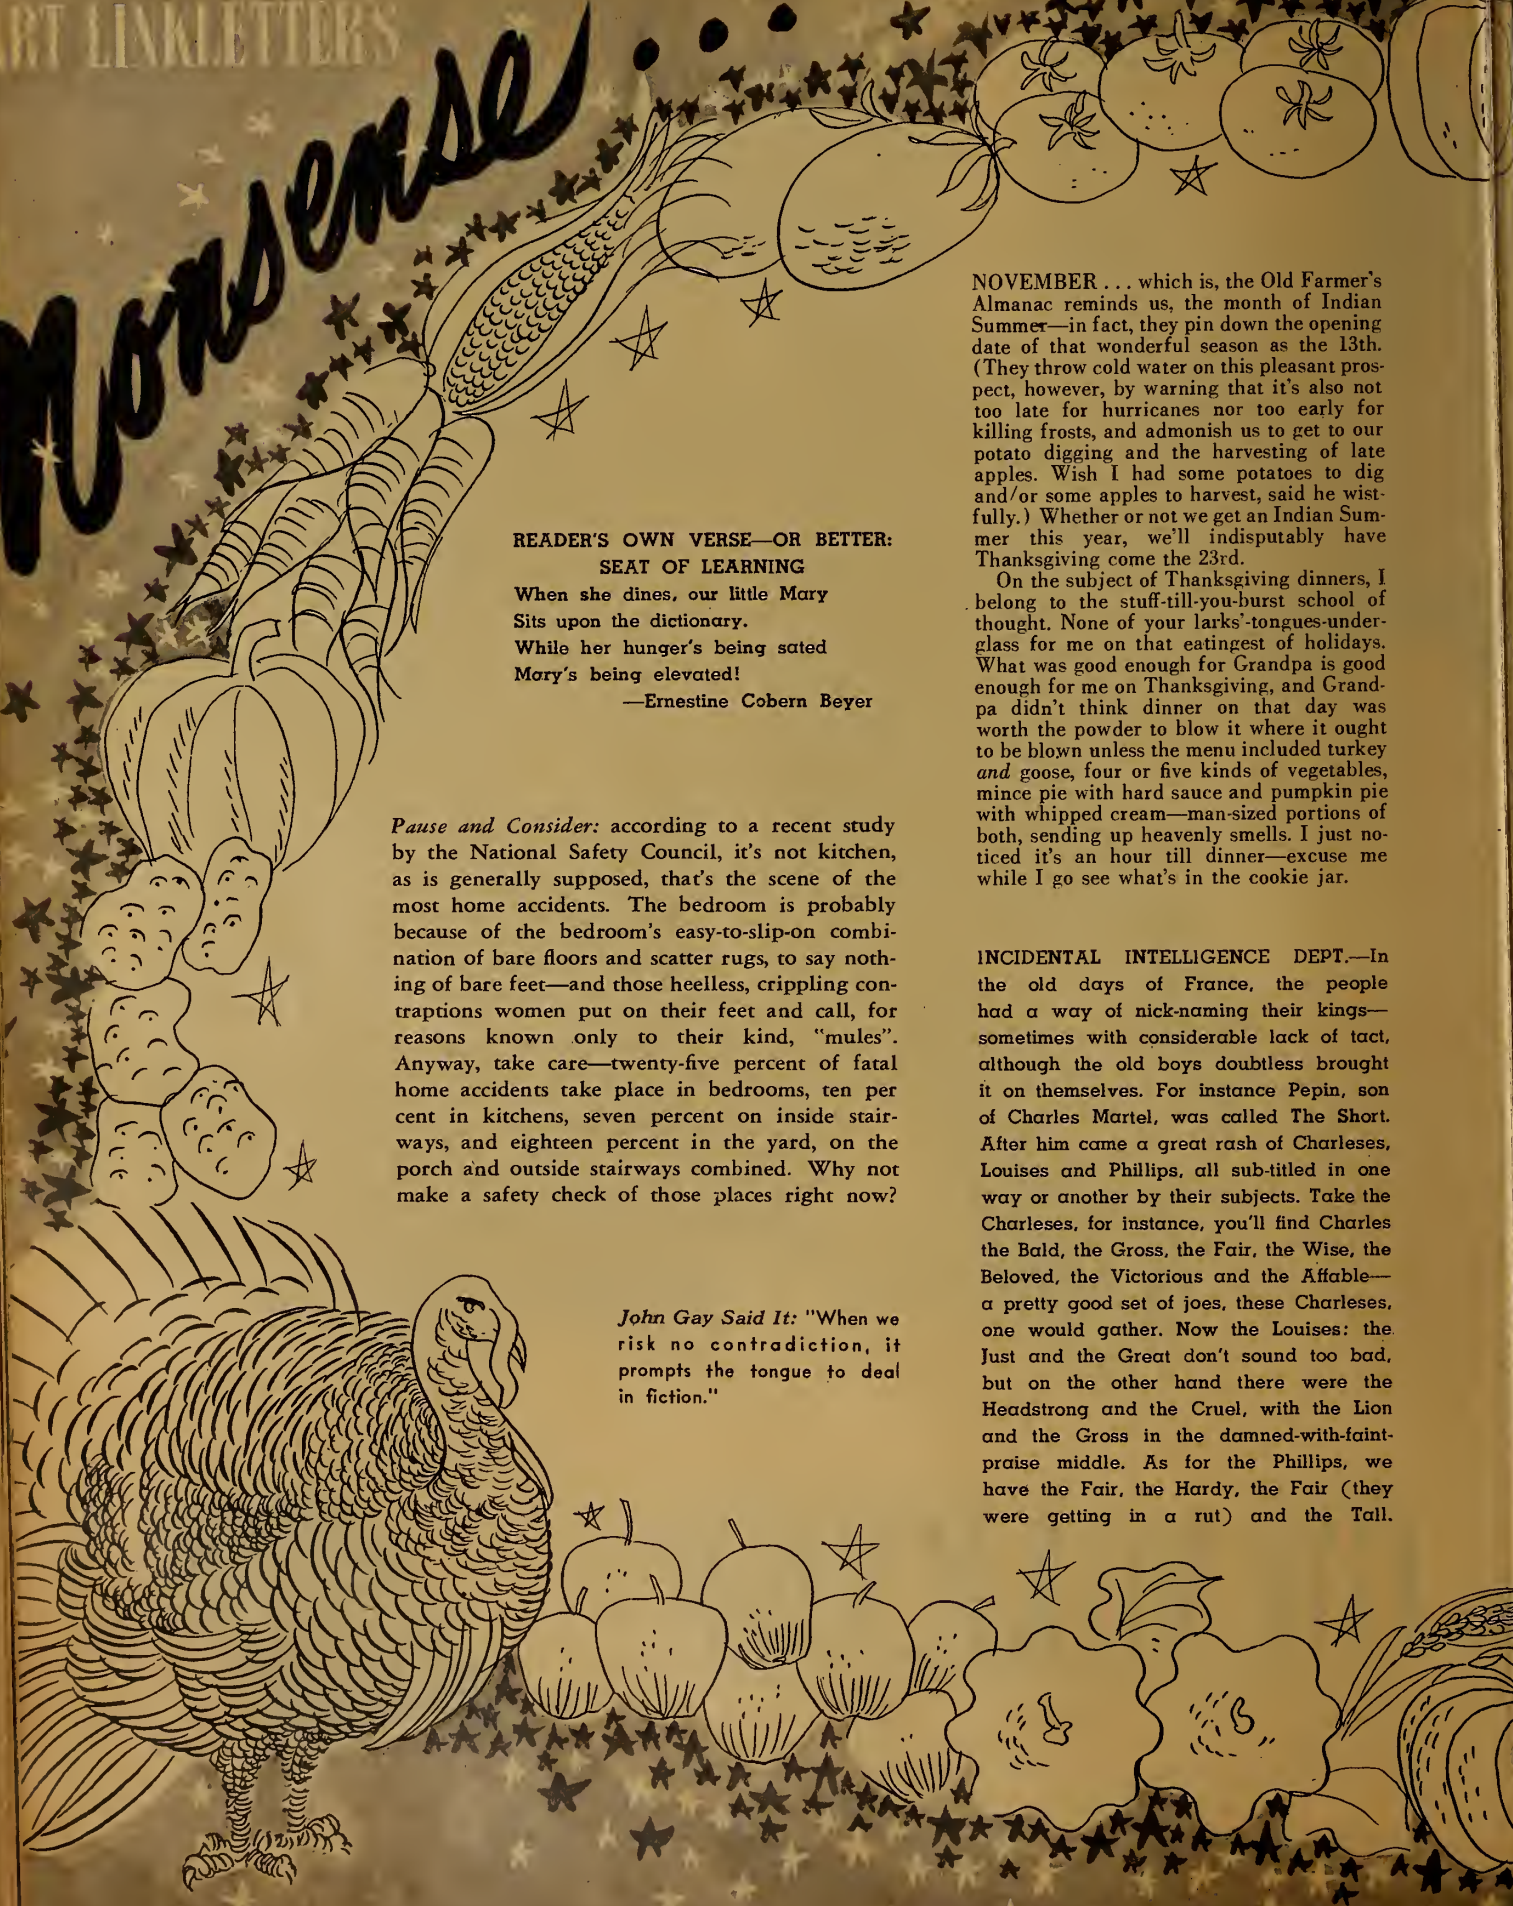 ART LINKLETTER'S
Nonsense...
READER'S OWN VERSE—OR BETTER:
SEAT OF LEARNING
When she dines, our little Mary
Sits upon the dictionary.
While her hunger's being sated
Mary's being elevated!
—Ernestine Cobern Beyer
Pause and Consider: according to a recent study
by the National Safety Council, it's not kitchen,
as is generally supposed, that's the scene of the
most home accidents. The bedroom is probably
because of the bedroom's easy-to-slip-on combi-
nation of bare floors and scatter rugs, to say noth-
ing of bare feet—and those heelless, crippling con-
traptions women put on their feet and call, for
reasons known only to their kind, "mules".
Anyway, take care—twenty-five percent of fatal
home accidents take place in bedrooms, ten per
cent in kitchens, seven percent on inside stair-
ways, and eighteen percent in the yard, on the
porch and outside stairways combined. Why not
make a safety check of those places right now?
John Gay Said It: "When we
risk no contradiction, it
prompts the tongue to deal
in fiction."
NOVEMBER . . . which is, the Old Farmer's
Almanac reminds us, the month of Indian
Summer—in fact, they pin down the opening
date of that wonderful season as the 13th.
(They throw cold water on this pleasant pros-
pect, however, by warning that it's also not
too late for hurricanes nor too early for
killing frosts, and admonish us to get to our
potato digging and the harvesting of late
apples. Wish I had some potatoes to dig
and/or some apples to harvest, said he wist-
fully.) Whether or not we get an Indian Sum-
mer this year, we'll indisputably have
Thanksgiving come the 23rd.
On the subject of Thanksgiving dinners, I
belong to the stuff-till-you-burst school of
thought. None of your larks'-tongues-under-
glass for me on that eatingest of holidays.
What was good enough for Grandpa is good
enough for me on Thanksgiving, and Grand-
pa didn't think dinner on that day was
worth the powder to blow it where it ought
to be blown unless the menu included turkey
and goose, four or five kinds of vegetables,
mince pie with hard sauce and pumpkin pie
with whipped cream—man-sized portions of
both, sending up heavenly smells. I just no-
ticed it's an hour till dinner—excuse me
while I go see what's in the cookie jar.
INCIDENTAL INTELLIGENCE DEPT.—In
the old days of France, the people
had a way of nick-naming their kings—
sometimes with considerable lack of tact,
although the old boys doubtless brought
it on themselves. For instance Pepin, son
of Charles Martel, was called The Short.
After him came a great rash of Charleses,
Louises and Phillips, all sub-titled in one
way or another by their subjects. Take the
Charleses, for instance, you'll find Charles
the Bald, the Gross, the Fair, the Wise, the
Beloved, the Victorious and the Affable—
a pretty good set of joes, these Charleses,
one would gather. Now the Louises: the
Just and the Great don't sound too bad,
but on the other hand there were the
Headstrong and the Cruel, with the Lion
and the Gross in the damned-with-faint-
praise middle. As for the Phillips, we
have the Fair, the Hardy, the Fair (they
were getting in a rut) and the Tall.